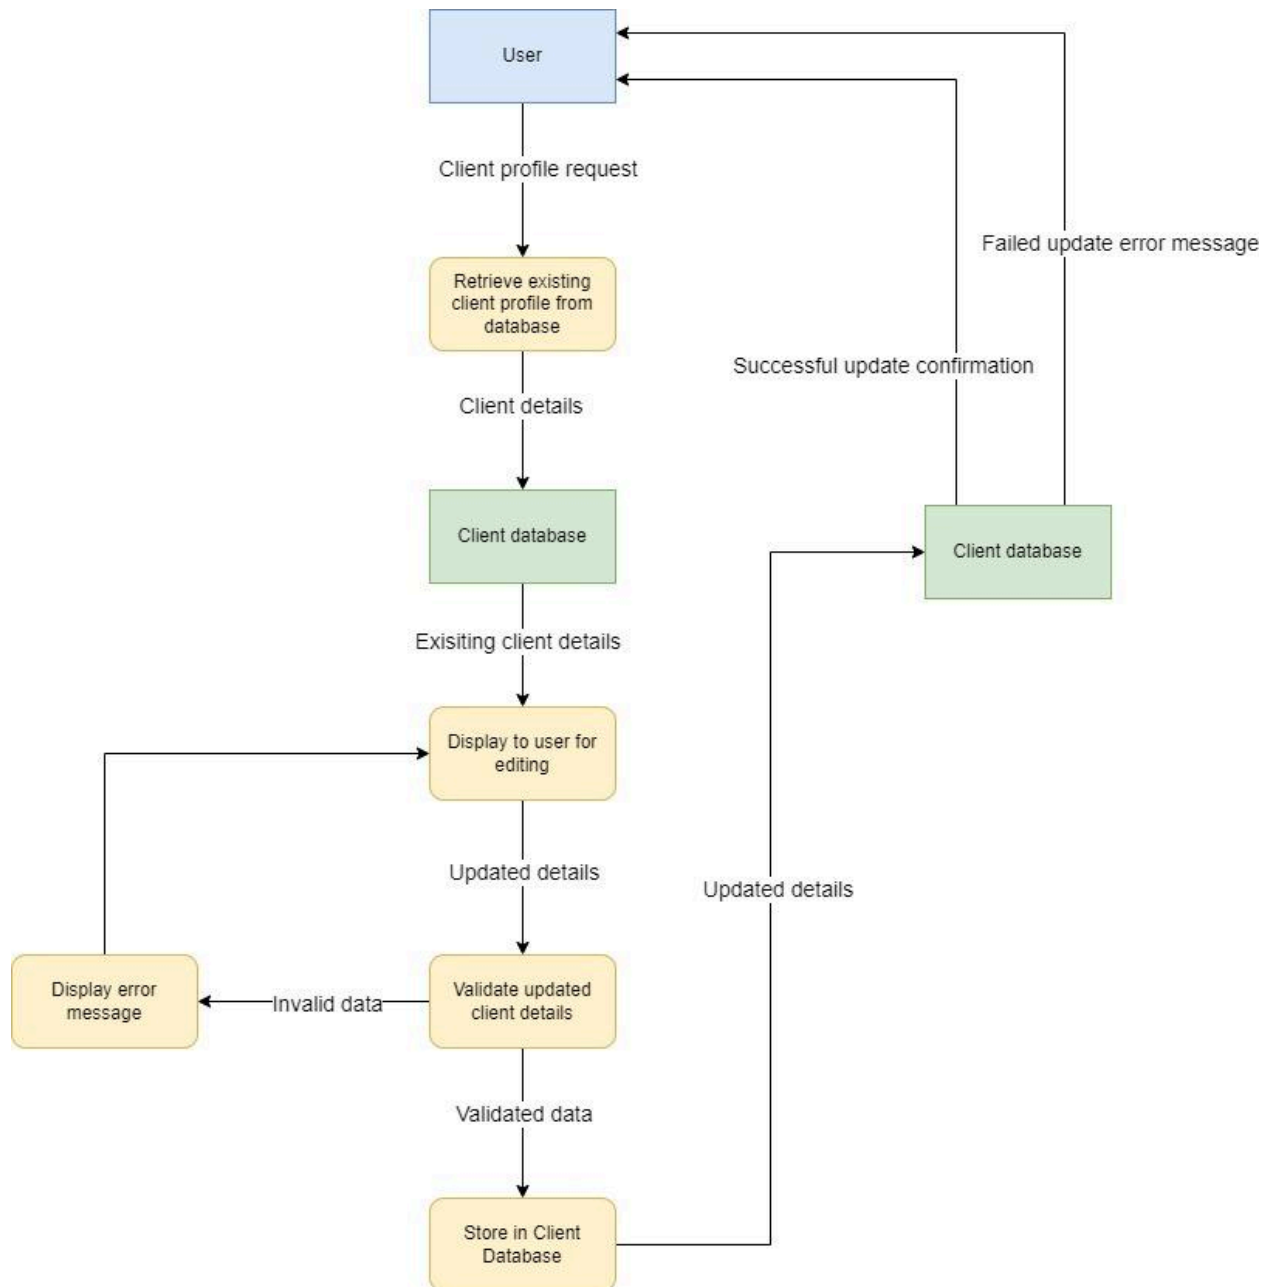 User
Client profile request
Failed update error message
Retrieve existing
client profile from
database
Successful update confirmation
Client details
Client database
Client database
Exisiting client details
Display to user for
editing
Updated details
Updated details
Display error
message
Invalid data
Validate updated
client details
Validated data
Store in Client
Database